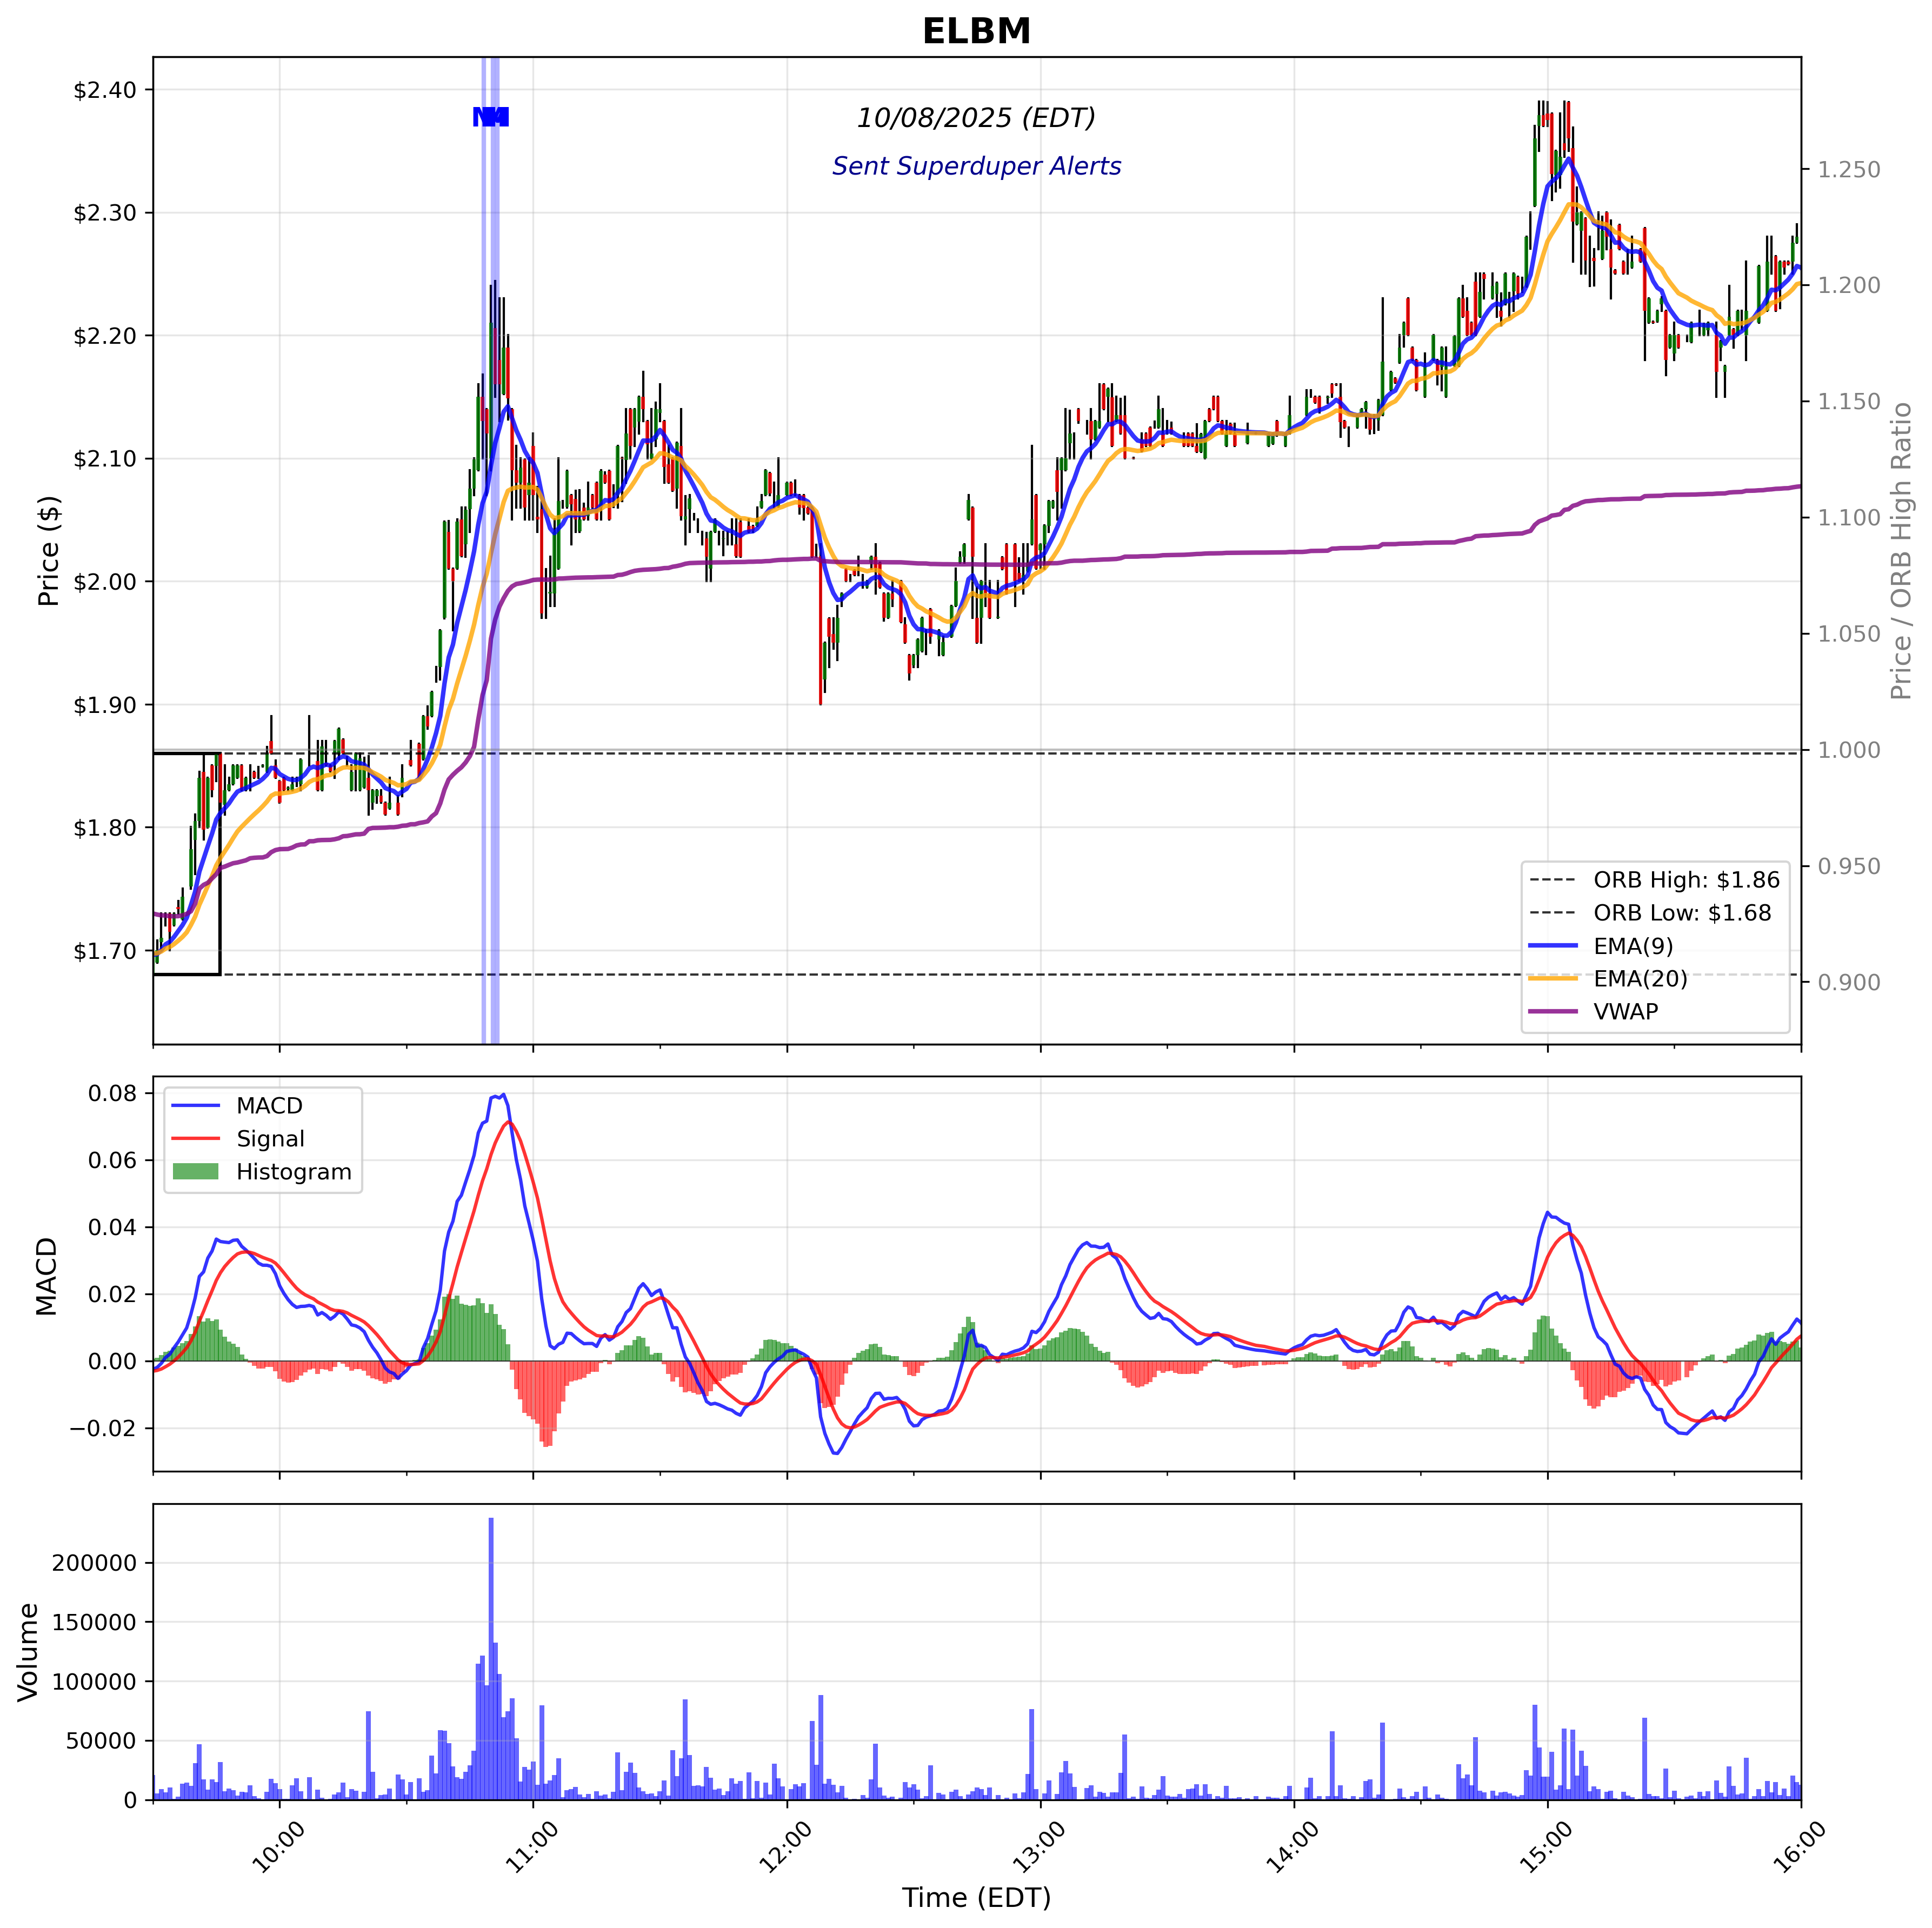 ELBM
10/08/2025 (EDT)
Sent Superduper Alerts
$2.40
$2.30
$2.20
$2.10
$2.00
$1.90
$1.80
$1.70
Price ($)
1.250
1.200
1.150
1.100
1.050
1.000
0.950
0.900
Price / ORB High Ratio
ORB High: $1.86
ORB Low: $1.68
EMA(9)
EMA(20)
VWAP
0.08
0.06
0.04
0.02
0.00
−0.02
MACD
MACD
Signal
Histogram
200000
150000
100000
50000
0
Volume
10:00
11:00
12:00
13:00
14:00
15:00
16:00
Time (EDT)